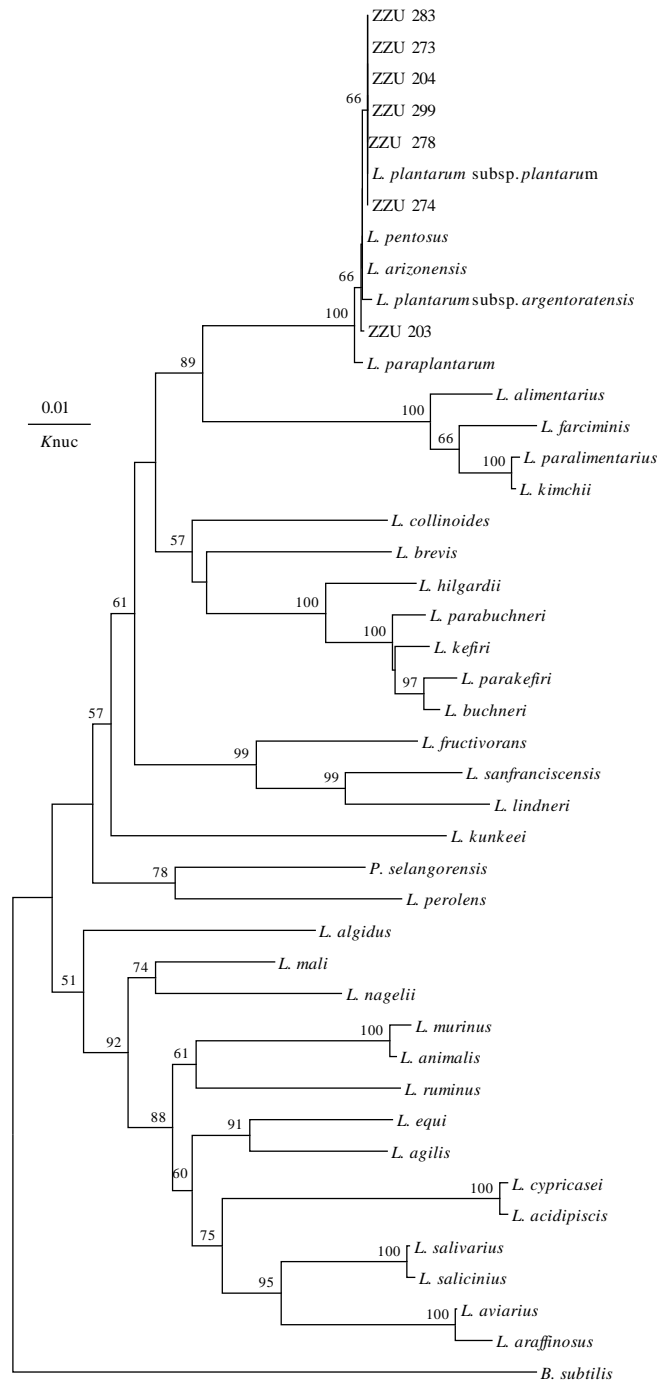 ZZU 283
ZZU 273
ZZU 204
66
ZZU 299
ZZU 278
L. plantarum subsp. plantarum
ZZU 274
L. pentosus
L. arizonensis
66
L. plantarum subsp. argentoratensis
100
ZZU 203
L. paraplantarum
89
L. alimentarius
0.01
100
L. farciminis
Knuc
66
L. paralimentarius
100
L. kimchii
L. collinoides
57
L. brevis
L. hilgardii
61
100
L. parabuchneri
100
L. kefiri
L. parakefiri
97
L. buchneri
57
L. fructivorans
99
L. sanfranciscensis
99
L. lindneri
L. kunkeei
P. selangorensis
78
L. perolens
L. algidus
L. mali
74
51
L. nagelii
L. murinus
100
92
L. animalis
61
L. ruminus
88
L. equi
91
L. agilis
60
L. cypricasei
100
L. acidipiscis
75
L. salivarius
100
L. salicinius
95
L. aviarius
100
L. araffinosus
B. subtilis